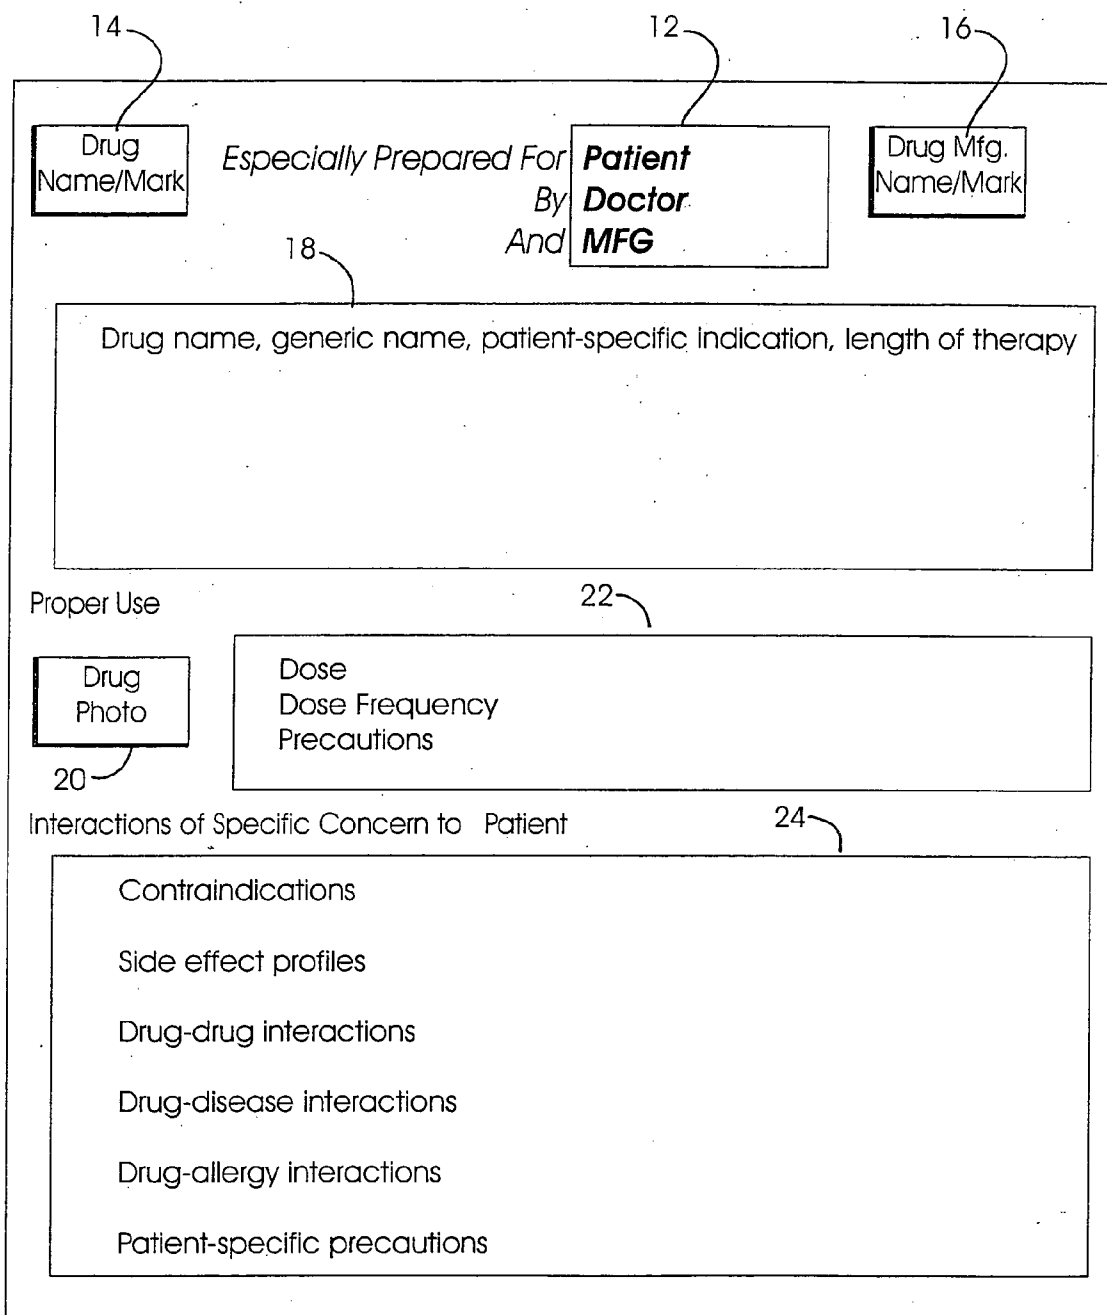 14
12
16
Drug
Name/Mark
Especially Prepared For Patient
By Doctor
And MFG
Drug Mfg.
Name/Mark
18
Drug name, generic name, patient-specific indication, length of therapy
Proper Use
22
Drug
Photo
20
Dose
Dose Frequency
Precautions
Interactions of Specific Concern to Patient
24
Contraindications
Side effect profiles
Drug-drug interactions
Drug-disease interactions
Drug-allergy interactions
Patient-specific precautions